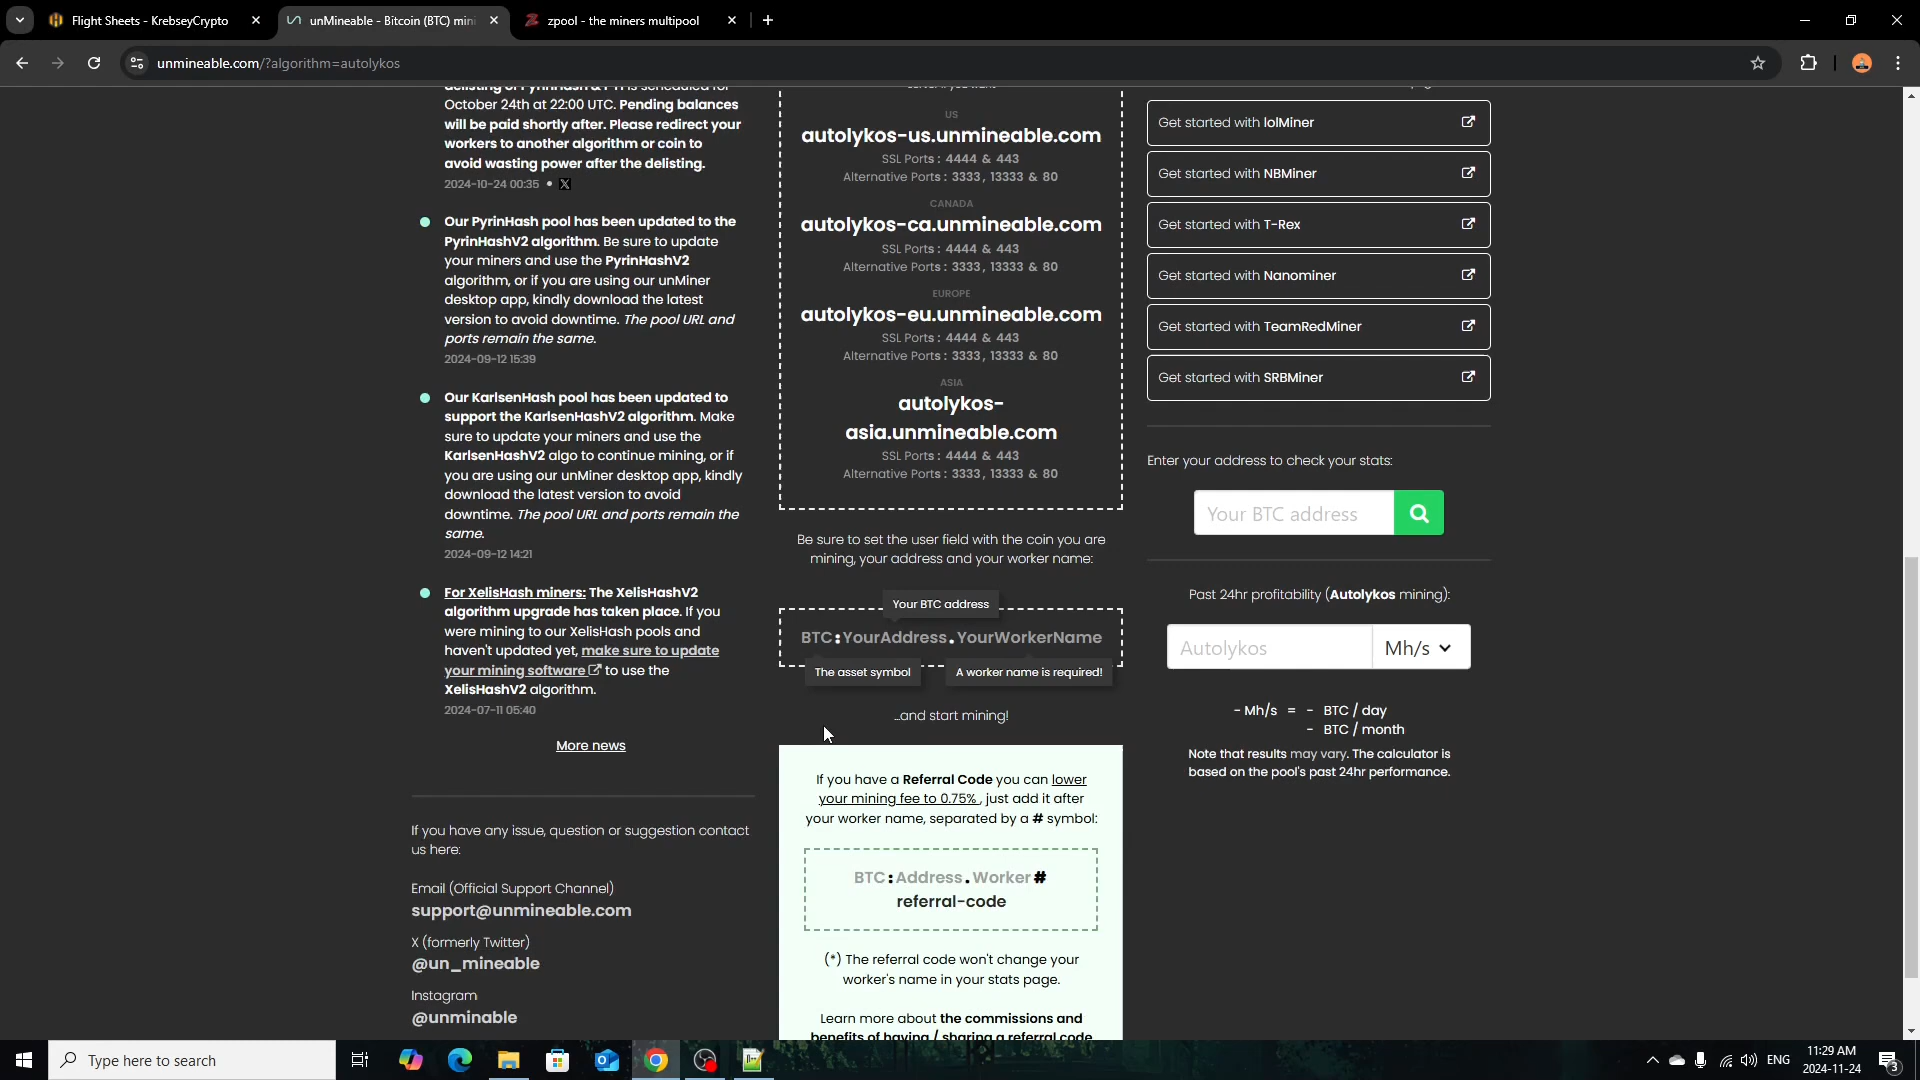 Flight Sheets - KrebseyCrypto
unMineable - Bitcoin (BTC) min
zpool - the miners multipool
unmineable.com/?algorithm=autolykos
October 24th at 22:00 UTC. Pending balances
will be paid shortly after. Please redirect your
workers to another algorithm or coin to
avoid wasting power after the delisting.
2024-10-24 00:35 •
Our PyrinHash pool has been updated to the
PyrinHashV2 algorithm. Be sure to update
your miners and use the PyrinHashV2
algorithm, or if you are using our unMiner
desktop app, kindly download the latest
version to avoid downtime. The pool URL and
ports remain the same.
2024-09-12 15:39
Our KarlsenHash pool has been updated to
support the KarlsenHashV2 algorithm. Make
sure to update your miners and use the
KarlsenHashV2 algo to continue mining, or if
you are using our unMiner desktop app, kindly
download the latest version to avoid
downtime. The pool URL and ports remain the
same.
2024-09-12 14:21
For XelisHash miners: The XelisHashV2
algorithm upgrade has taken place. If you
were mining to our XelisHash pools and
haven't updated yet, make sure to update
your mining software to use the
XelisHashV2 algorithm.
2024-07-11 05:40
More news
If you have any issue, question or suggestion contact
us here:
Email (Official Support Channel)
support@unmineable.com
X (formerly Twitter)
@un_mineable
Instagram
@unminable
US
autolykos-us.unmineable.com
SSL Ports: 4444 & 443
Alternative Ports: 3333, 13333 & 80
CANADA
autolykos-ca.unmineable.com
SSL Ports: 4444 & 443
Alternative Ports: 3333, 13333 & 80
EUROPE
autolykos-eu.unmineable.com
SSL Ports: 4444 & 443
Alternative Ports: 3333, 13333 & 80
ASIA
autolykos-
asia.unmineable.com
SSL Ports: 4444 & 443
Alternative Ports: 3333, 13333 & 80
Be sure to set the user field with the coin you are
mining, your address and your worker name:
Your BTC address
BTC:YourAddress.YourWorkerName
The asset symbol
A worker name is required!
...and start mining!
If you have a Referral Code you can lower
your mining fee to 0.75% , just add it after
your worker name, separated by a # symbol:
BTC:Address.Worker#
referral-code
(*) The referral code won't change your
worker's name in your stats page.
Learn more about the commissions and
benefits of having / sharing a referral code
Get started with lolMiner
Get started with NBMiner
Get started with T-Rex
Get started with Nanominer
Get started with TeamRedMiner
Get started with SRBMiner
Enter your address to check your stats:
Your BTC address
Past 24hr profitability (Autolykos mining):
Autolykos
Mh/s
- Mh/s = - BTC / day
- BTC / month
Note that results may vary. The calculator is
based on the pool's past 24hr performance.
Type here to search
ENG
11:29 AM
2024-11-24
3